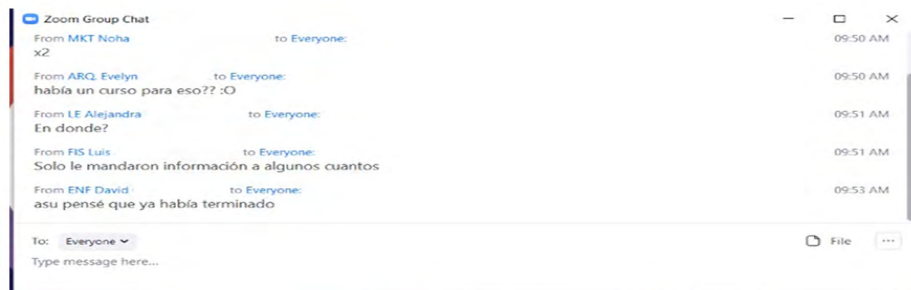 Zoom Group Chat
From MKT Noha to Everyone: 09:50 AM
x2
From ARQ. Evelyn to Everyone: 09:50 AM
había un curso para eso?? :O
From LE Alejandra to Everyone: 09:51 AM
En donde?
From FIS Luis to Everyone: 09:51 AM
Solo le mandaron información a algunos cuantos
From ENF David to Everyone: 09:53 AM
asu pensé que ya había terminado
To: Everyone File ...
Type message here...